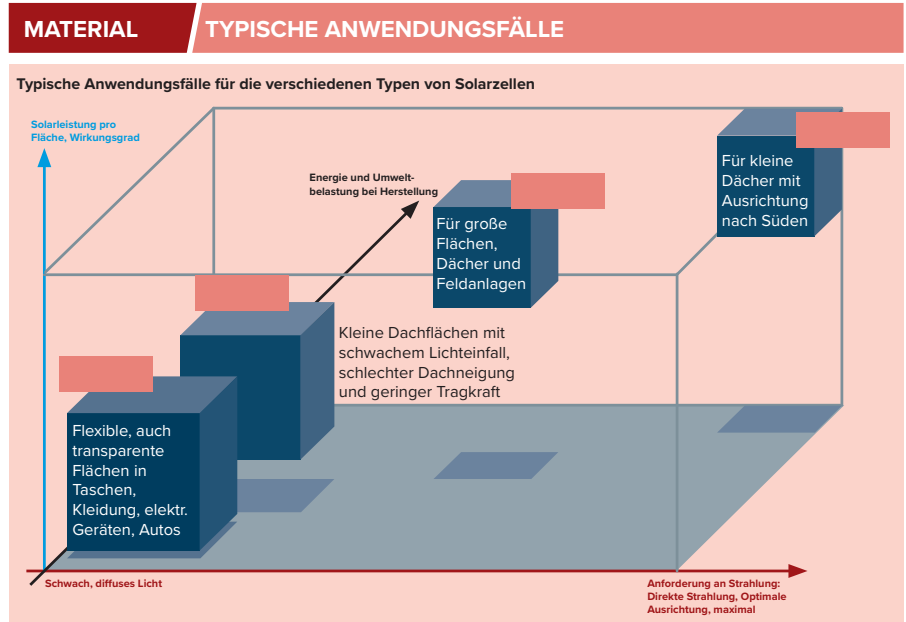 MATERIAL
TYPISCHE ANWENDUNGSFÄLLE
Typische Anwendungsfälle für die verschiedenen Typen von Solarzellen
Solarleistung pro
Fläche, Wirkungsgrad
Energie und Umwelt-
belastung bei Herstellung
Für kleine
Dächer mit
Ausrichtung
nach Süden
Für große
Flächen,
Dächer und
Feldanlagen
Kleine Dachflächen mit
schwachem Lichteinfall,
schlechter Dachneigung
und geringer Tragkraft
Flexible, auch
transparente
Flächen in
Taschen,
Kleidung, elektr.
Geräten, Autos
Schwach, diffuses Licht
Anforderung an Strahlung:
Direkte Strahlung, Optimale
Ausrichtung, maximal